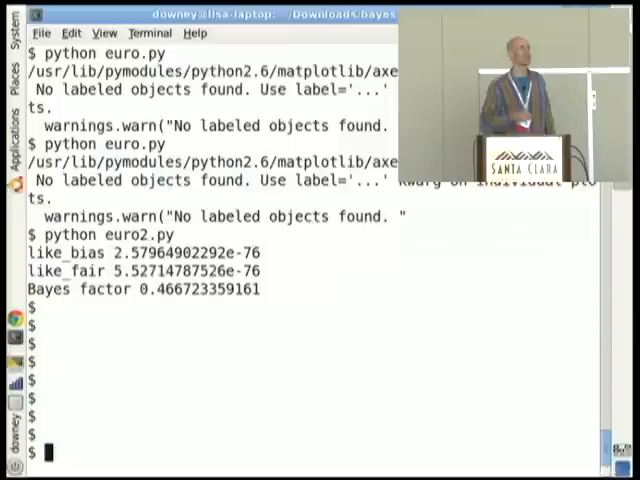 downey@lisa-laptop: ~/Downloads/bayes
File Edit View Terminal Help
System
Places
Applications
downey
$ python euro.py
/usr/lib/pymodules/python2.6/matplotlib/axe
No labeled objects found. Use label='...'
ts.
warnings.warn("No labeled objects found.
$ python euro.py
/usr/lib/pymodules/python2.6/matplotlib/axe
No labeled objects found. Use label='...' kwarg on individual plo
ts.
warnings.warn("No labeled objects found. "
$ python euro2.py
like_bias 2.57964902292e-76
like_fair 5.52714787526e-76
Bayes factor 0.466723359161
$
$
$
$
$
$
$
$
$
SANTA CLARA